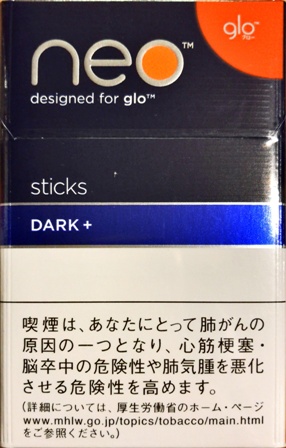 neo™
glo™
グロー
designed for glo™
sticks
DARK +
喫煙は、あなたにとって肺がんの
原因の一つとなり、心筋梗塞・
脳卒中の危険性や肺気腫を悪化
させる危険性を高めます。
(詳細については、厚生労働省のホーム・ページ
www.mhlw.go.jp/topics/tobacco/main.html
をご参照ください。)